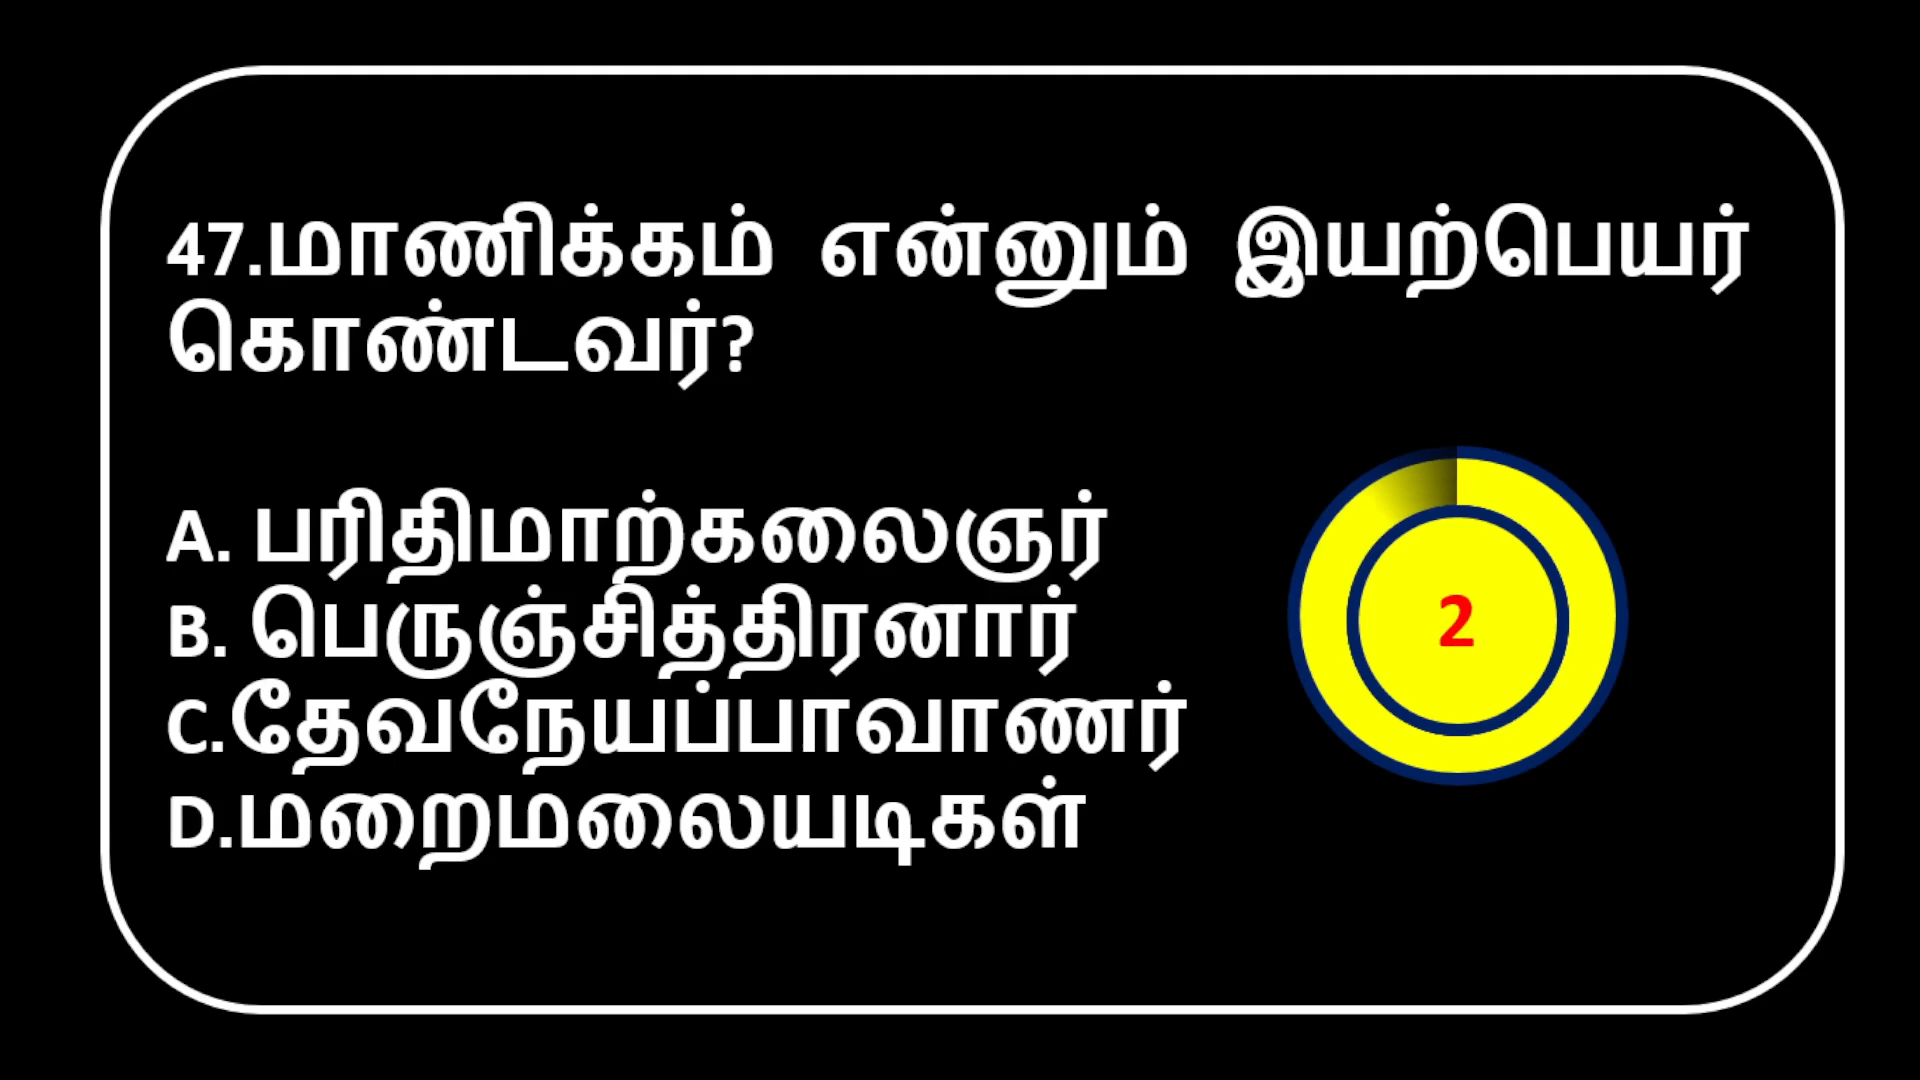 47.மாணிக்கம் என்னும் இயற்பெயர்
கொண்டவர்?
A. பரிதிமாற்கலைஞர்
B. பெருஞ்சித்திரனார்
C.தேவநேயப்பாவாணர்
D.மறைமலையடிகள்
2